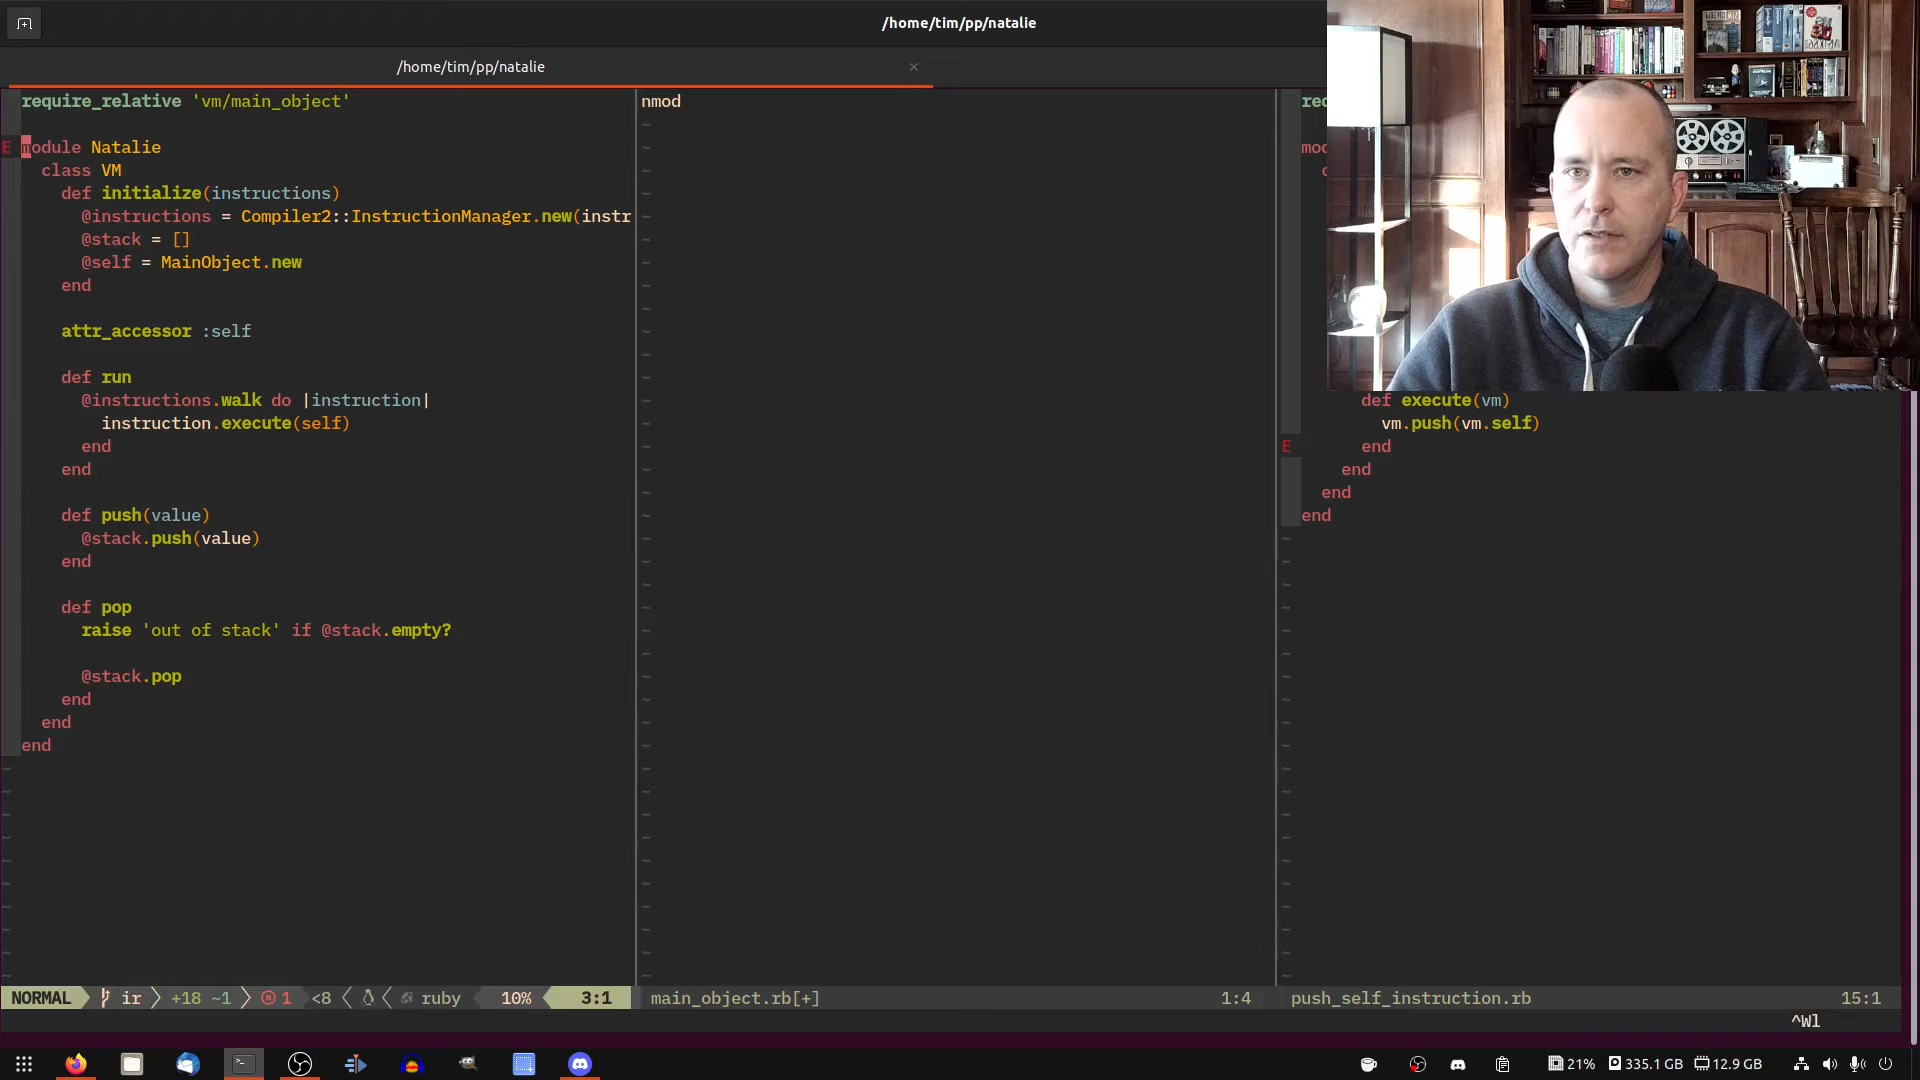 /home/tim/pp/natalie
/home/tim/pp/natalie ×
require_relative 'vm/main_object'
E module Natalie
class VM
def initialize(instructions)
@instructions = Compiler2::InstructionManager.new(instr
@stack = []
@self = MainObject.new
end
attr_accessor :self
def run
@instructions.walk do |instruction|
instruction.execute(self)
end
end
def push(value)
@stack.push(value)
end
def pop
raise 'out of stack' if @stack.empty?
@stack.pop
end
end
end
nmod
req
mod
c
def execute(vm)
vm.push(vm.self)
E end
end
end
end
NORMAL ir +18 ~1 1 <8 ruby 10% 3:1
main_object.rb[+] 1:4
push_self_instruction.rb 15:1
^Wl
21% 335.1 GB 12.9 GB